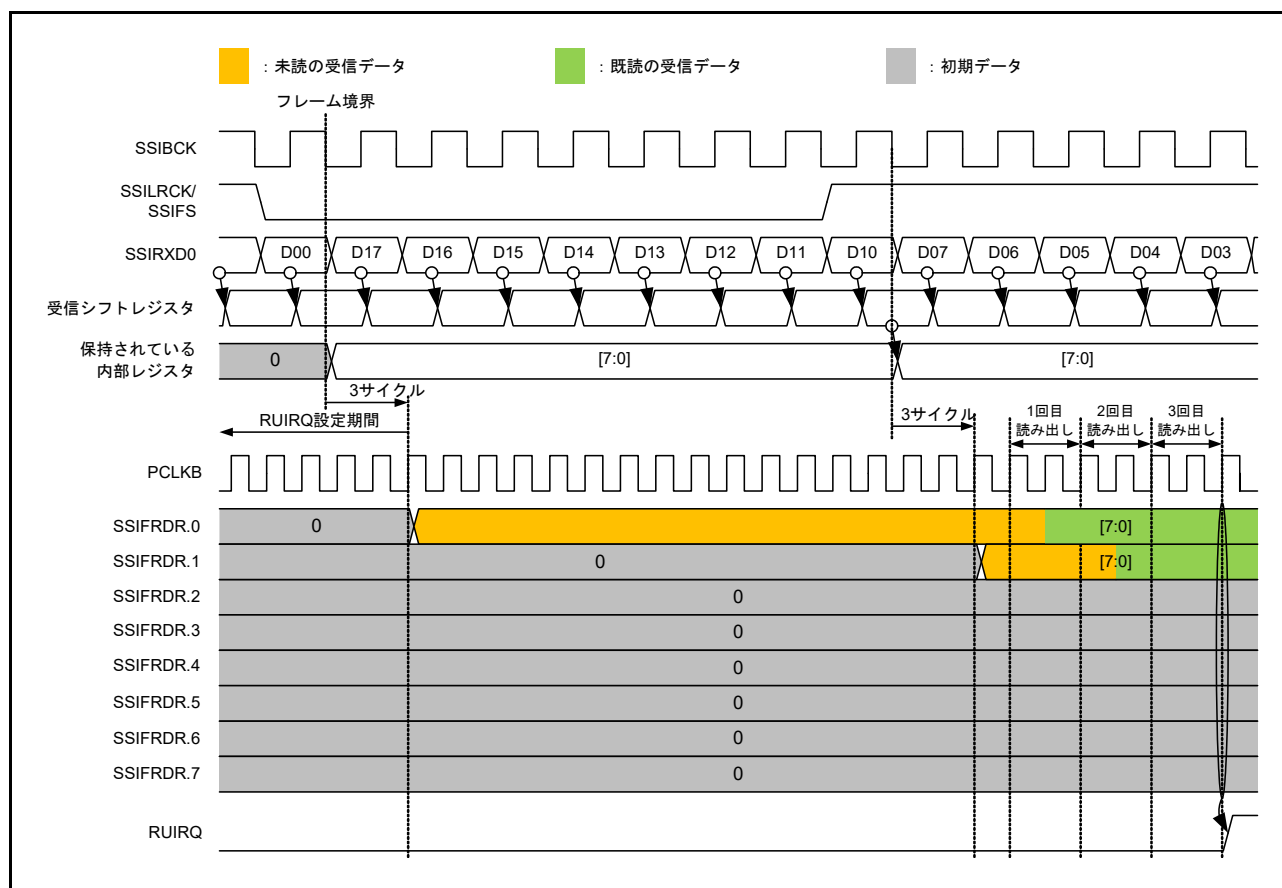 ：未読の受信データ
：既読の受信データ
：初期データ
フレーム境界
SSIBCK
SSILRCK/
SSIFS
SSIRXD0
D00
D17
D16
D15
D14
D13
D12
D11
D10
D07
D06
D05
D04
D03
受信シフトレジスタ
保持されている
内部レジスタ
0
[7:0]
[7:0]
3サイクル
3サイクル
RUIRQ設定期間
1回目
読み出し
2回目
読み出し
3回目
読み出し
PCLKB
SSIFRDR.0
0
[7:0]
SSIFRDR.1
0
[7:0]
SSIFRDR.2
0
SSIFRDR.3
0
SSIFRDR.4
0
SSIFRDR.5
0
SSIFRDR.6
0
SSIFRDR.7
0
RUIRQ